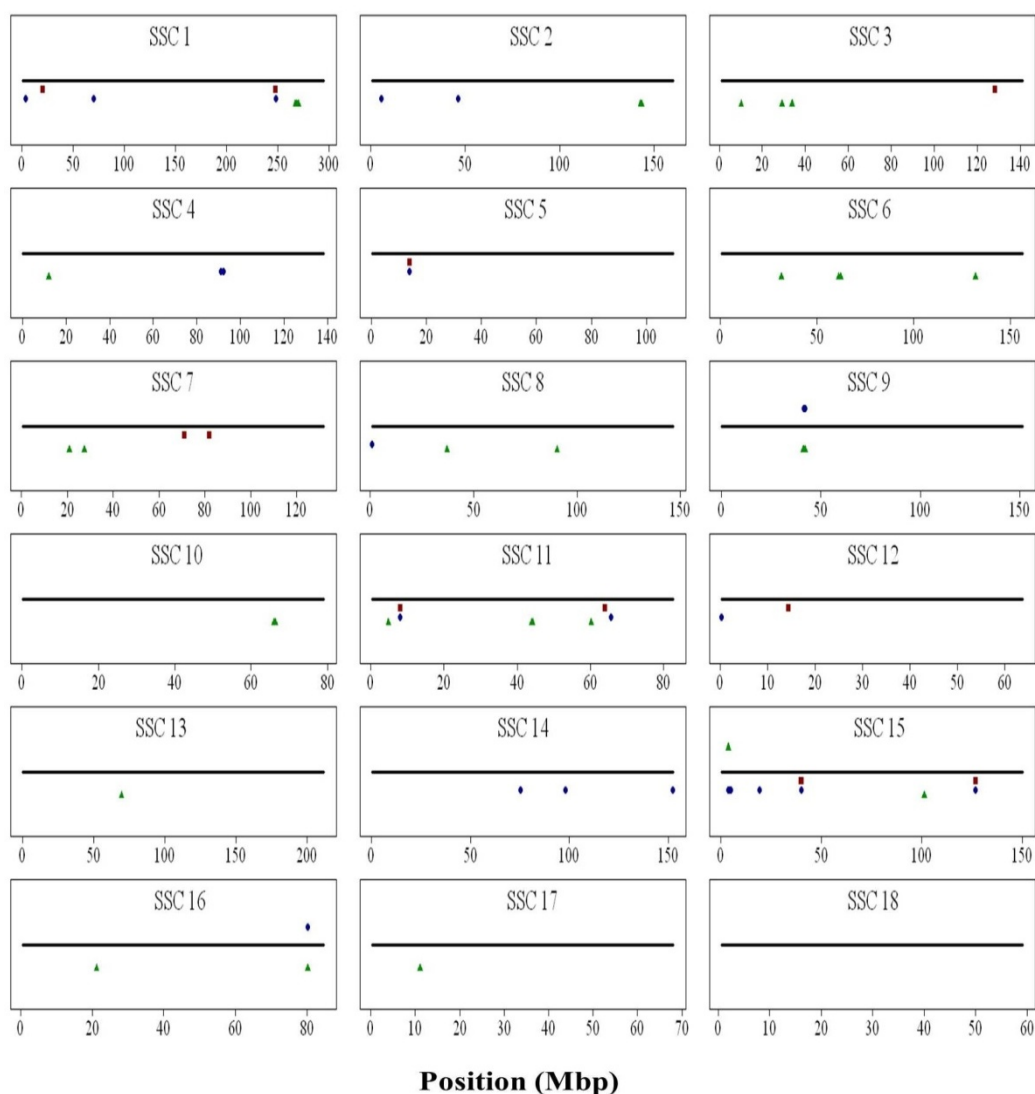 SSC 1 SSC 2 SSC 3
0 50 100 150 200 250 300 0 50 100 150 0 20 40 60 80 100 120 140
SSC 4 SSC 5 SSC 6
0 20 40 60 80 100 120 140 0 20 40 60 80 100 0 50 100 150
SSC 7 SSC 8 SSC 9
0 20 40 60 80 100 120 0 50 100 150 0 50 100 150
SSC 10 SSC 11 SSC 12
0 20 40 60 80 0 20 40 60 80 0 10 20 30 40 50 60
SSC 13 SSC 14 SSC 15
0 50 100 150 200 0 50 100 150 0 50 100 150
SSC 16 SSC 17 SSC 18
0 20 40 60 80 0 10 20 30 40 50 60 70 0 10 20 30 40 50 60
Position (Mbp)